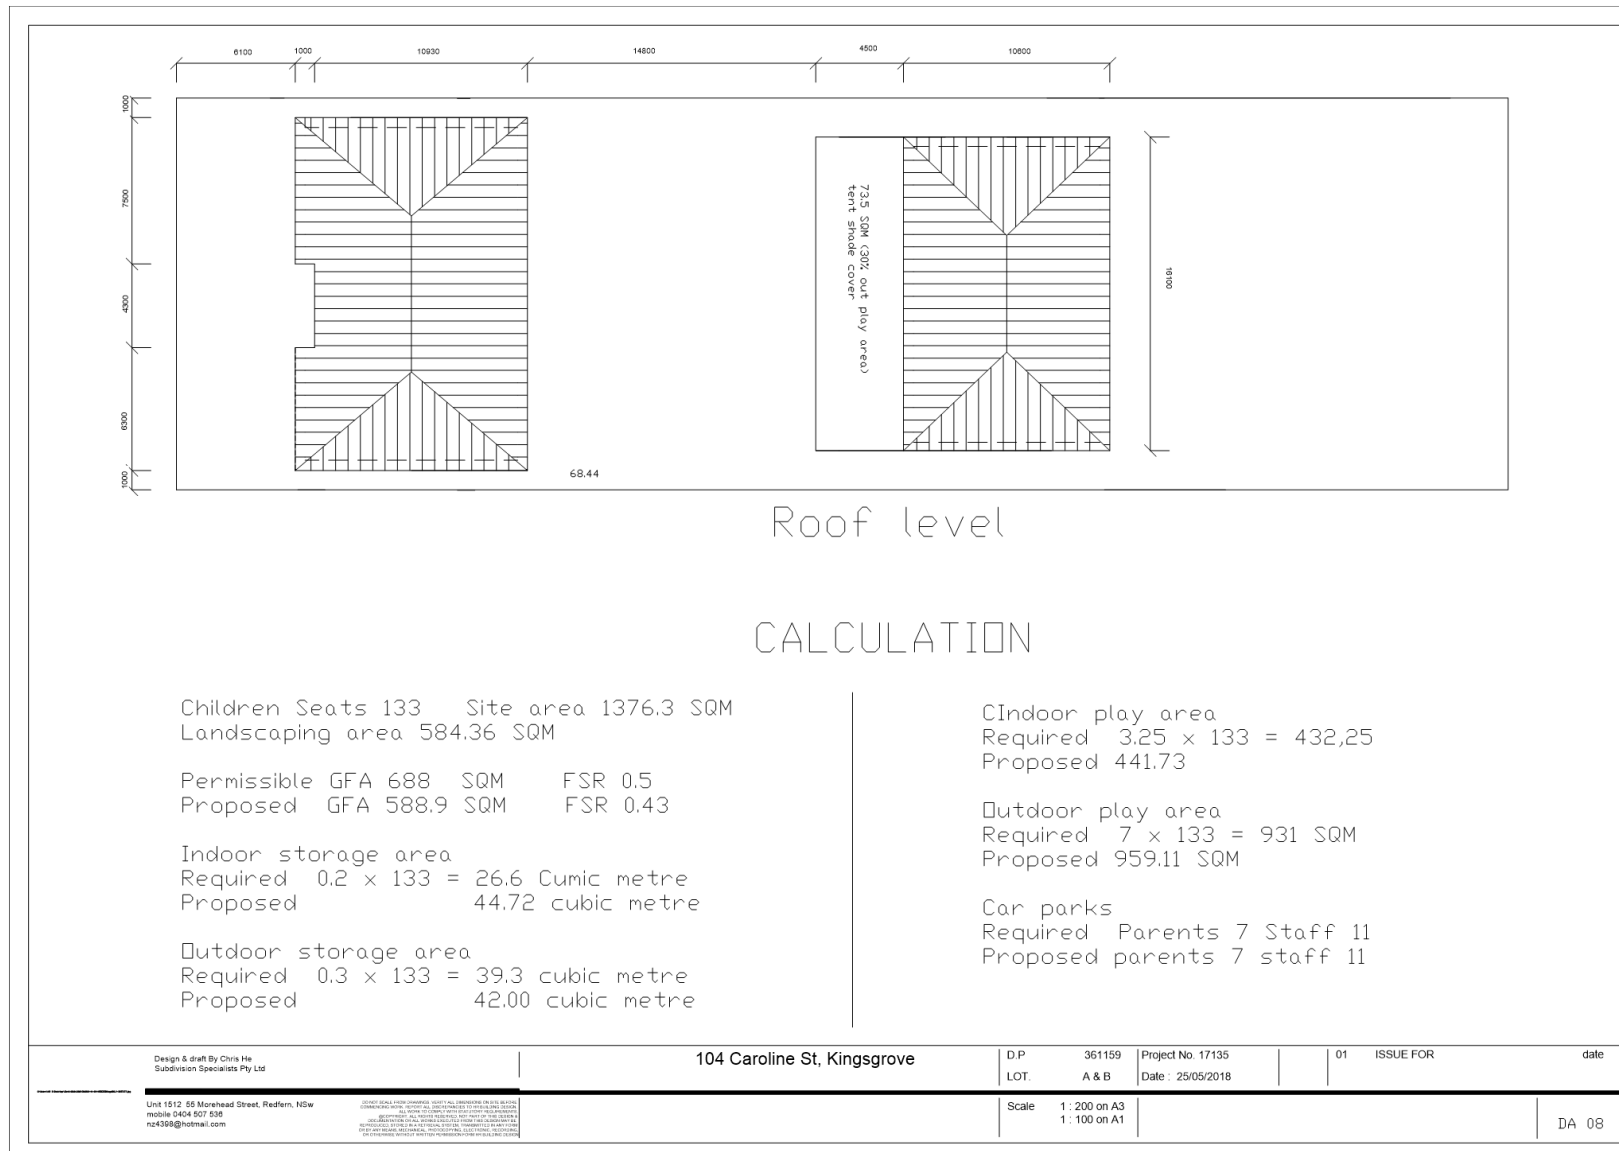 6100 1000 10930 14800 4500 10600
1000
7500
4300
6300
1000
73.5 SQM (30% out play area)
tent shade cover
16100
68.44
Roof level
CALCULATION
Children Seats 133 Site area 1376.3 SQM
Landscaping area 584.36 SQM
Permissible GFA 688 SQM FSR 0.5
Proposed GFA 588.9 SQM FSR 0.43
Indoor storage area
Required 0.2 x 133 = 26.6 Cumic metre
Proposed 44.72 cubic metre
Outdoor storage area
Required 0.3 x 133 = 39.3 cubic metre
Proposed 42.00 cubic metre
CIndoor play area
Required 3.25 x 133 = 432,25
Proposed 441.73
Outdoor play area
Required 7 x 133 = 931 SQM
Proposed 959.11 SQM
Car parks
Required Parents 7 Staff 11
Proposed parents 7 staff 11
Design & draft By Chris He
Subdivision Specialists Pty Ltd
Unit 1512 55 Morehead Street, Redfern, NSw
mobile 0404 507 536
nz4398@hotmail.com
104 Caroline St, Kingsgrove
D.P 361159
LOT. A & B
Project No. 17135
Date : 25/05/2018
Scale 1 : 200 on A3
1 : 100 on A1
01 ISSUE FOR date
DA 08